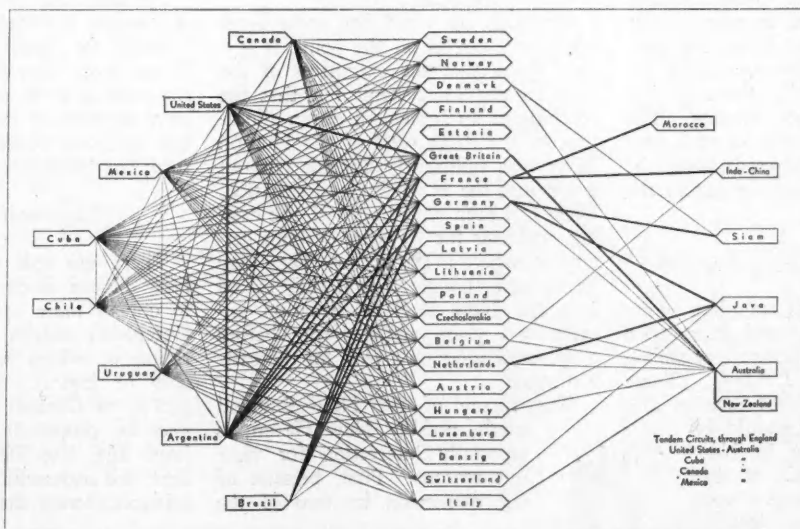 Canada
United States
Mexico
Cuba
Chile
Uruguay
Argentina
Brazil
Sweden
Norway
Denmark
Finland
Estonia
Great Britain
France
Germany
Spain
Latvia
Lithuania
Poland
Czechoslovakia
Belgium
Netherlands
Austria
Hungary
Luxemburg
Danzig
Switzerland
Italy
Morocco
Indo-China
Siam
Java
Australia
New Zealand
Tandem Circuits, through England
United States - Australia
Cuba "
Canada "
Mexico "